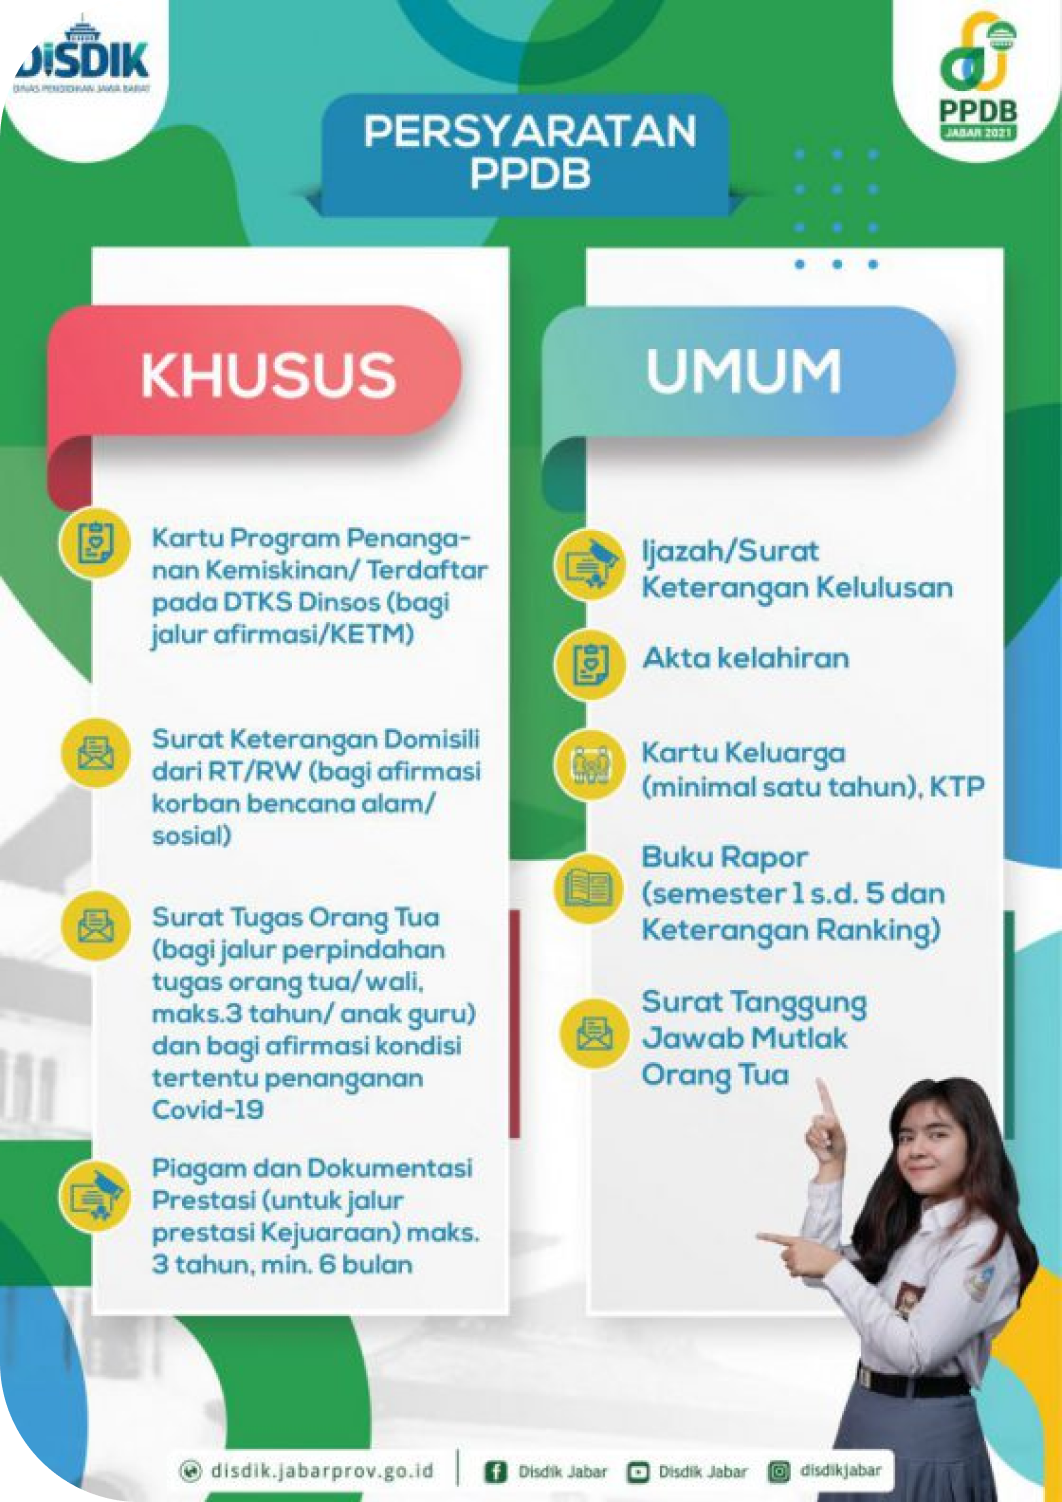 DiSDIK
DINAS PENDIDIKAN JAWA BARAT
PPDB
JABAR 2021
PERSYARATAN
PPDB
KHUSUS
Kartu Program Penanga-
nan Kemiskinan/ Terdaftar
pada DTKS Dinsos (bagi
jalur afirmasi/KETM)
Surat Keterangan Domisili
dari RT/RW (bagi afirmasi
korban bencana alam/
sosial)
Surat Tugas Orang Tua
(bagi jalur perpindahan
tugas orang tua/wali,
maks.3 tahun/ anak guru)
dan bagi afirmasi kondisi
tertentu penanganan
Covid-19
Piagam dan Dokumentasi
Prestasi (untuk jalur
prestasi Kejuaraan) maks.
3 tahun, min. 6 bulan
UMUM
Ijazah/Surat
Keterangan Kelulusan
Akta kelahiran
Kartu Keluarga
(minimal satu tahun), KTP
Buku Rapor
(semester 1 s.d. 5 dan
Keterangan Ranking)
Surat Tanggung
Jawab Mutlak
Orang Tua
disdik.jabarprov.go.id
Disdik Jabar
Disdik Jabar
disdikjabar